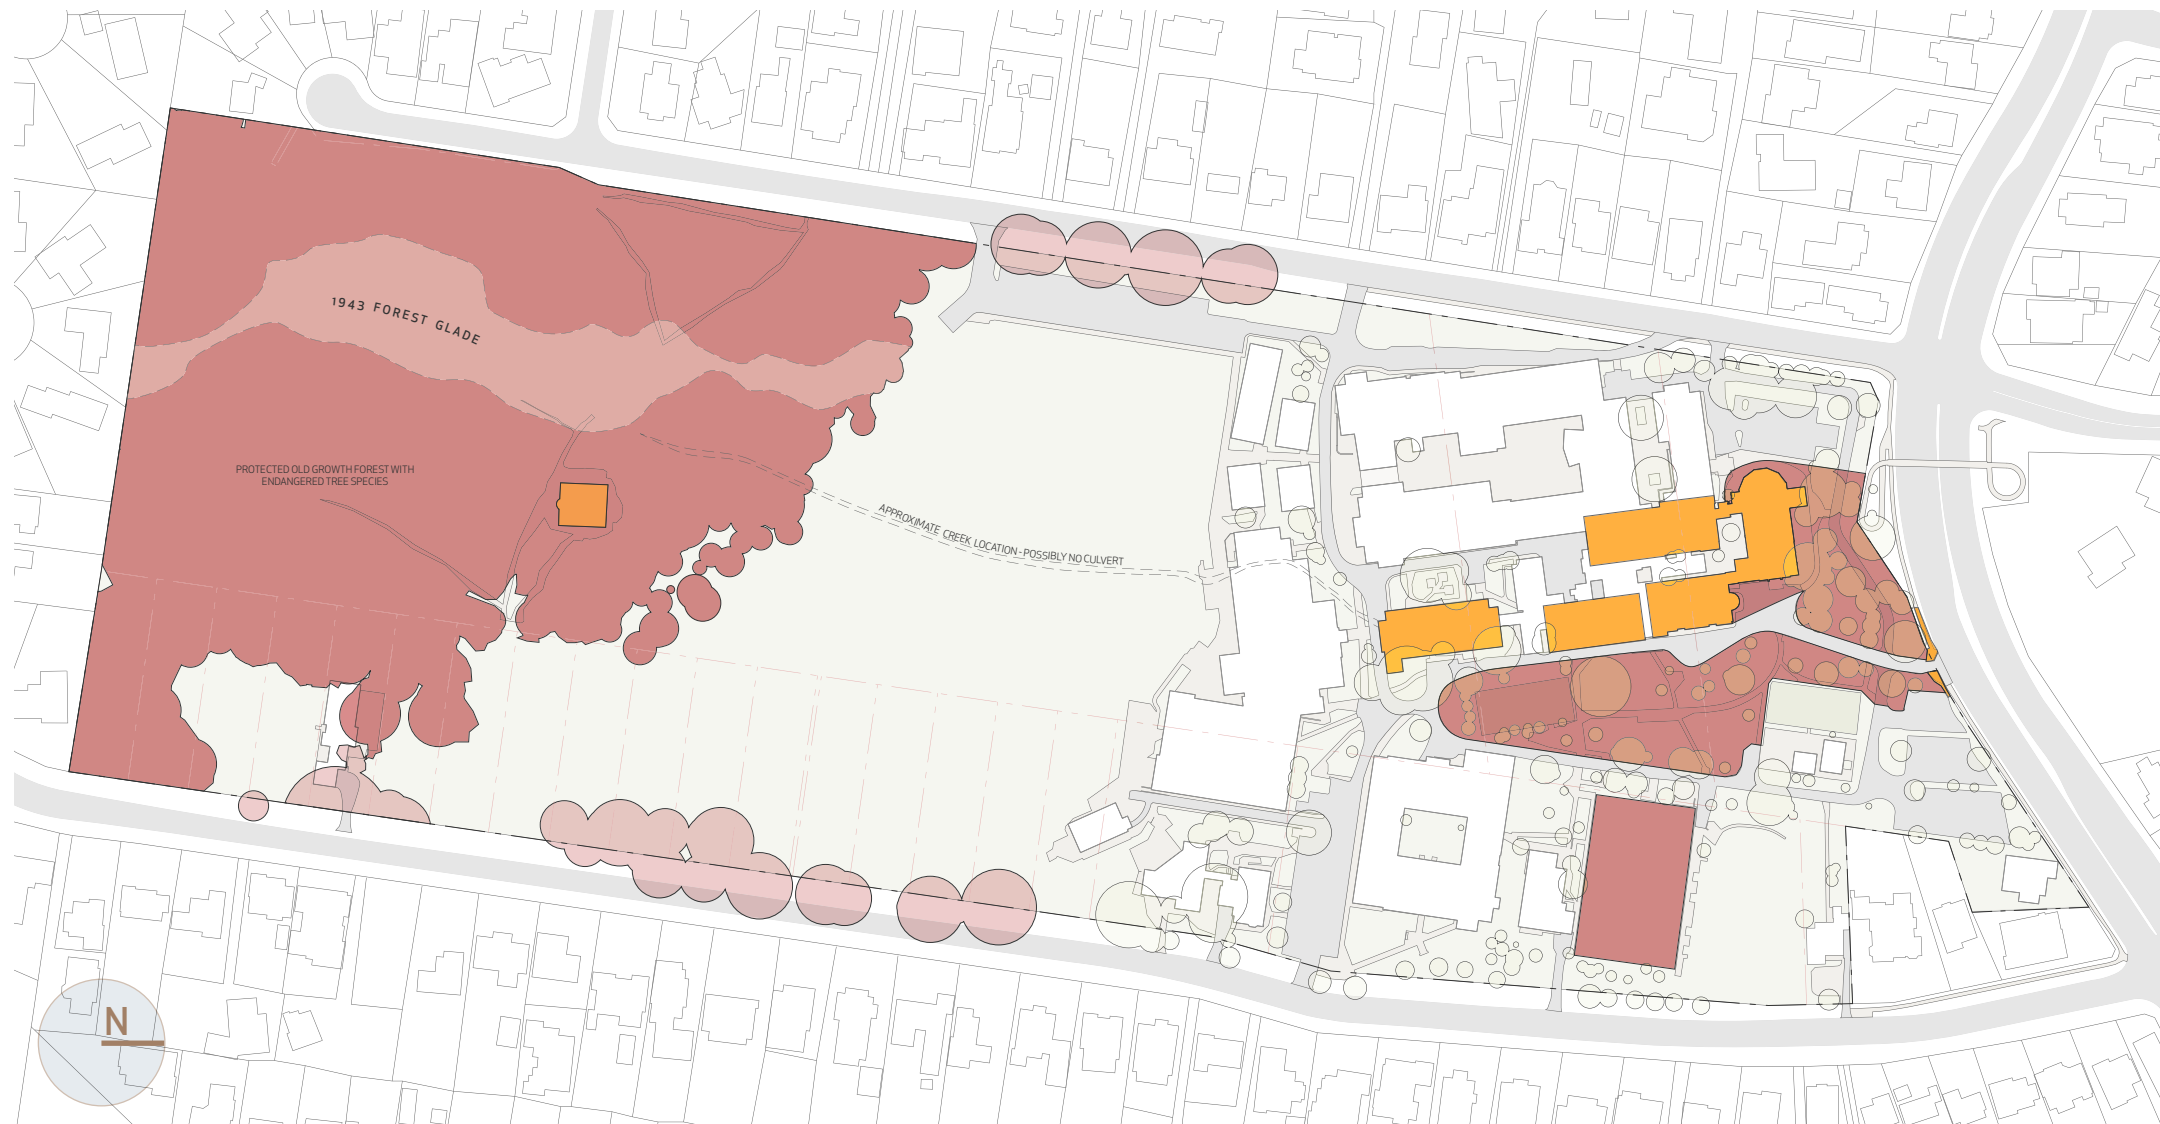 1943 FOREST GLADE
PROTECTED OLD GROWTH FOREST WITH
ENDANGERED TREE SPECIES
APPROXIMATE CREEK LOCATION - POSSIBLY NO CULVERT
N